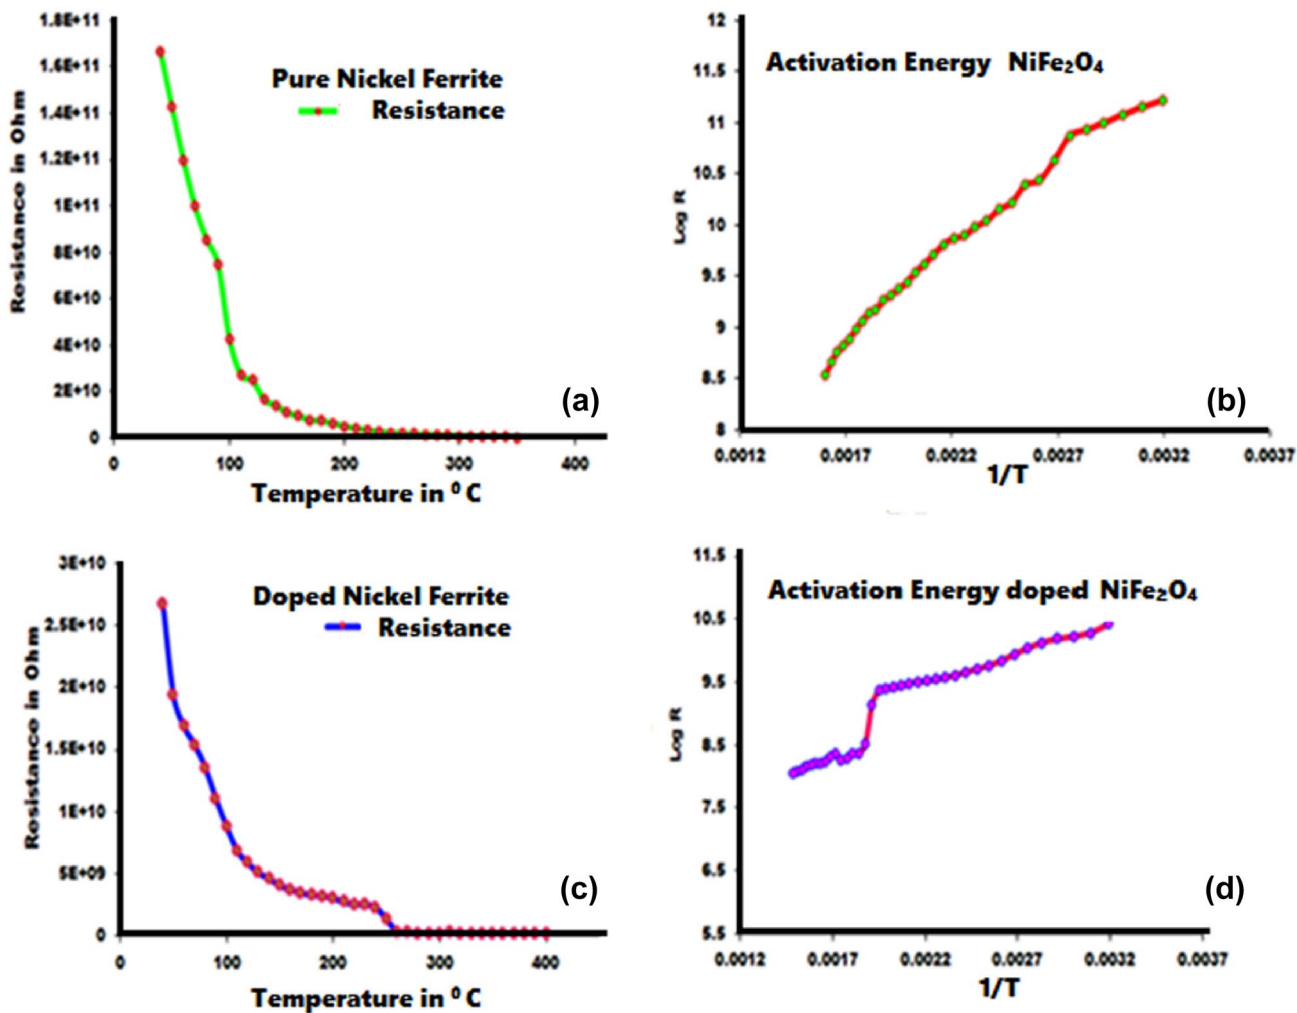 1.8E+11
1.6E+11
1.4E+11
1.2E+11
1E+11
8E+10
6E+10
4E+10
2E+10
0
Resistance in Ohm
Pure Nickel Ferrite
Resistance
(a)
0 100 200 300 400
Temperature in ⁰ C
12
11.5
11
10.5
10
9.5
9
8.5
8
Log R
Activation Energy NiFe₂O₄
(b)
0.0012 0.0017 0.0022 0.0027 0.0032 0.0037
1/T
3E+10
2.5E+10
2E+10
1.5E+10
1E+10
5E+09
0
Resistance in Ohm
Doped Nickel Ferrite
Resistance
(c)
0 100 200 300 400
Temperature in ⁰ C
11.5
10.5
9.5
8.5
7.5
6.5
5.5
Log R
Activation Energy doped NiFe₂O₄
(d)
0.0012 0.0017 0.0022 0.0027 0.0032 0.0037
1/T